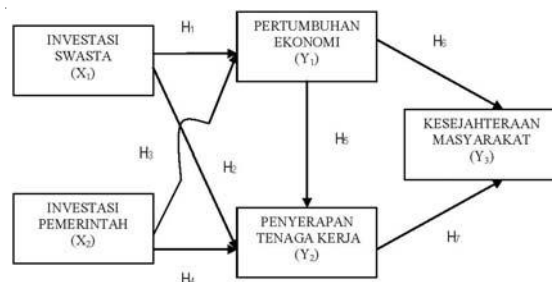 INVESTASI
SWASTA
(X₁)
H₁
PERTUMBUHAN
EKONOMI
(Y₁)
H₆
H₃
H₂
H₅
KESEJAHTERAAN
MASYARAKAT
(Y₃)
INVESTASI
PEMERINTAH
(X₂)
H₄
PENYERAPAN
TENAGA KERJA
(Y₂)
H₇